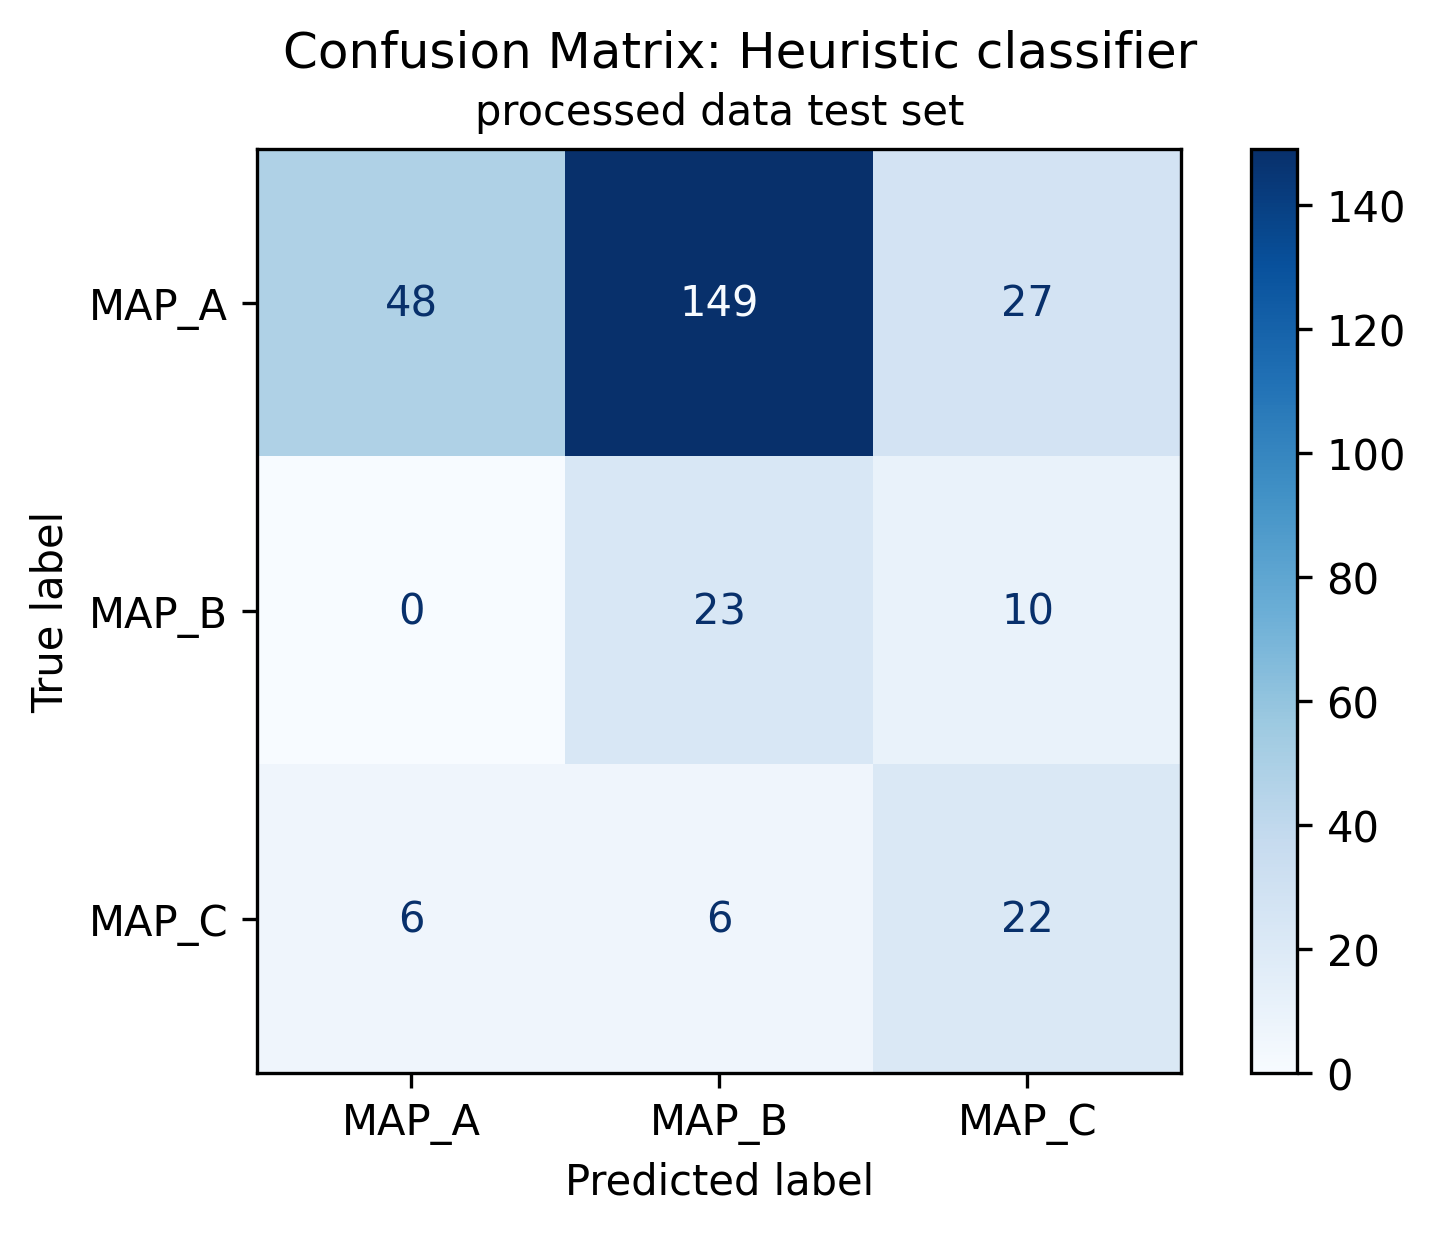 Confusion Matrix: Heuristic classifier
processed data test set
True label
MAP_A 48 149 27
MAP_B 0 23 10
MAP_C 6 6 22
MAP_A MAP_B MAP_C
Predicted label
140
120
100
80
60
40
20
0